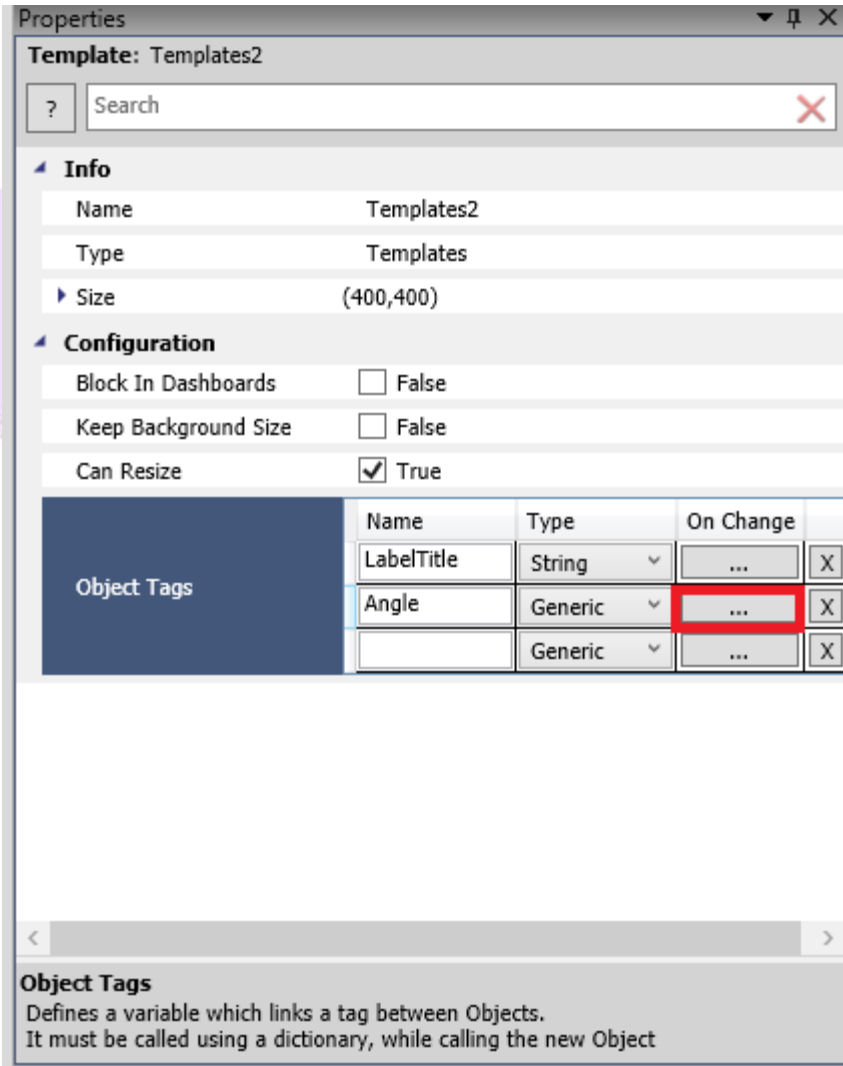 Properties
Template: Templates2
? Search
Info
Name Templates2
Type Templates
Size (400,400)
Configuration
Block In Dashboards False
Keep Background Size False
Can Resize True
Name Type On Change
LabelTitle String ... X
Object Tags
Angle Generic ... X
Generic ... X
Object Tags
Defines a variable which links a tag between Objects.
It must be called using a dictionary, while calling the new Object